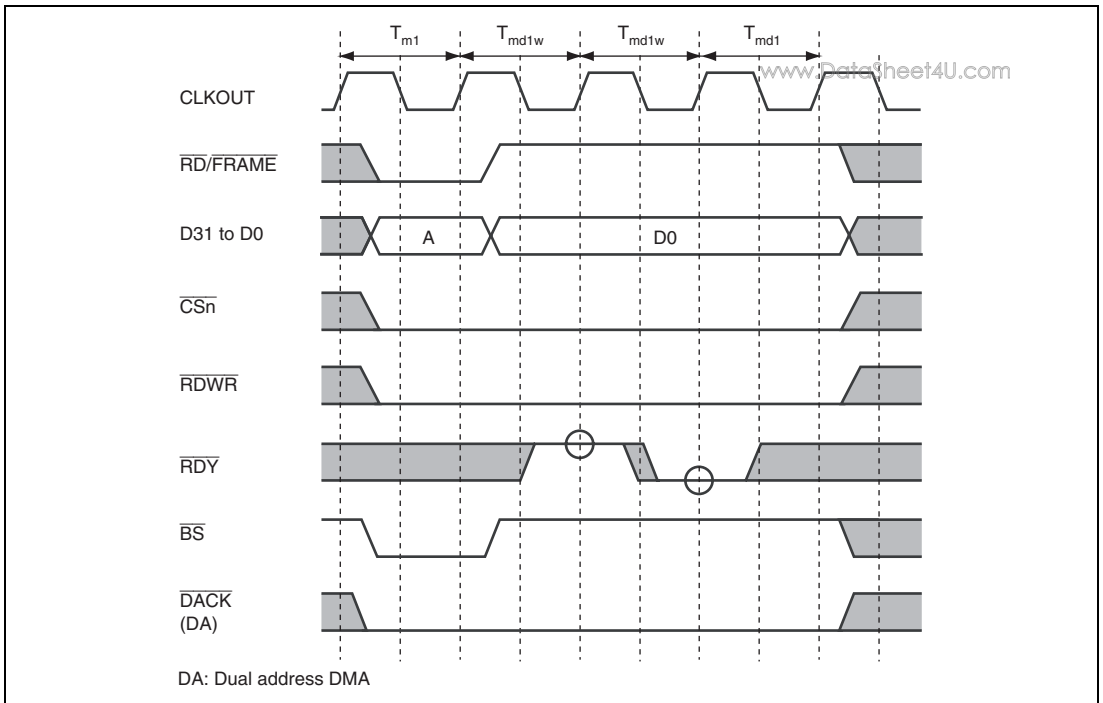 Tm1 Tmd1w Tmd1w Tmd1
www.DataSheet4U.com
CLKOUT
RD/FRAME
D31 to D0 A D0
CSn
RDWR
RDY
BS
DACK
(DA)
DA: Dual address DMA